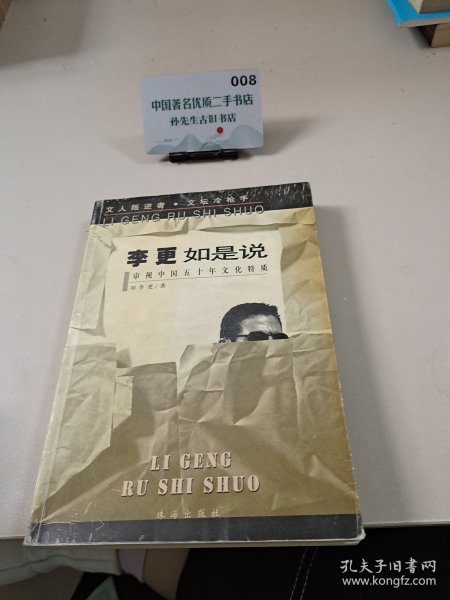 008
中国著名优质二手书店
孙先生古旧书店
文人叛逆者 • 文坛冷枪手
LI GENG RU SHI SHUO
李更 如是说
审视中国五十年文化特质
李更/著
LI GENG
RU SHI SHUO
珠海出版社
孔夫子旧书网
www.kongfz.com